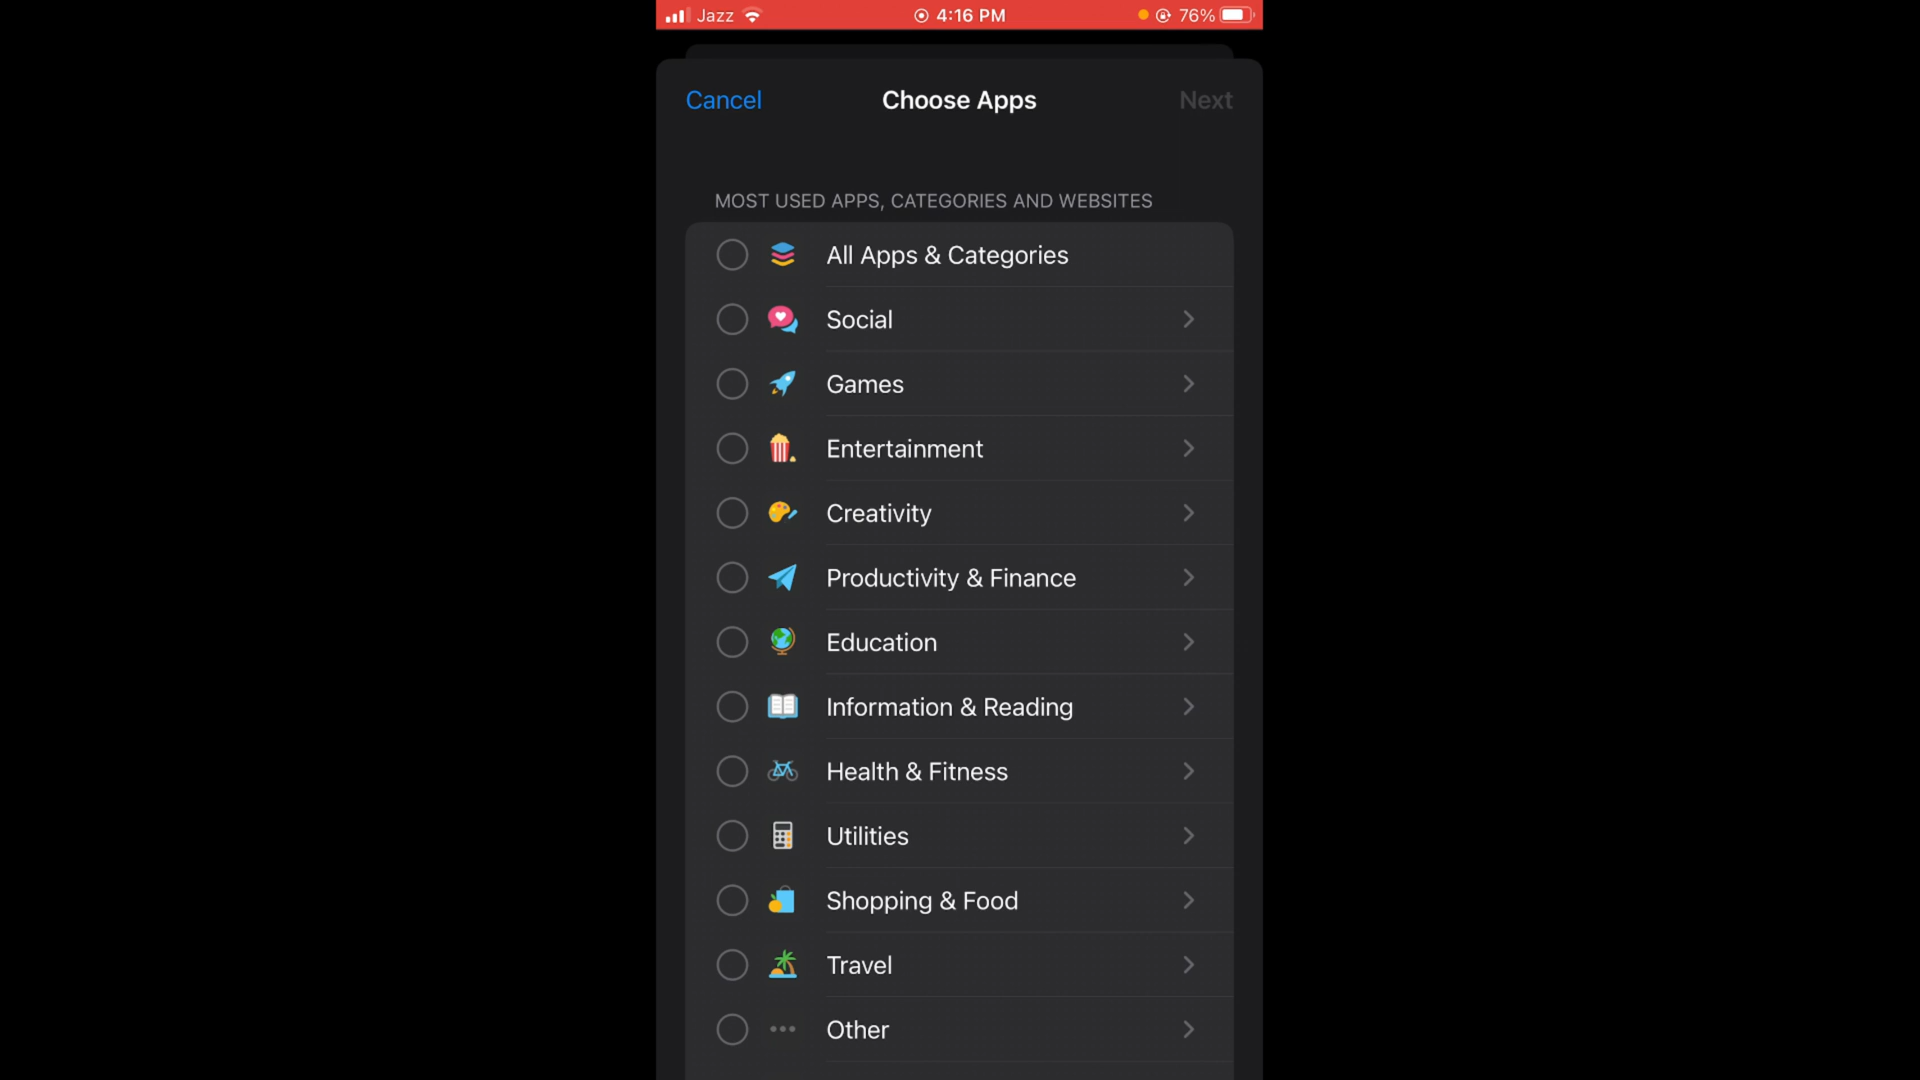 Jazz 4:16 PM 76%
Cancel Choose Apps Next
MOST USED APPS, CATEGORIES AND WEBSITES
All Apps & Categories
Social
Games
Entertainment
Creativity
Productivity & Finance
Education
Information & Reading
Health & Fitness
Utilities
Shopping & Food
Travel
Other